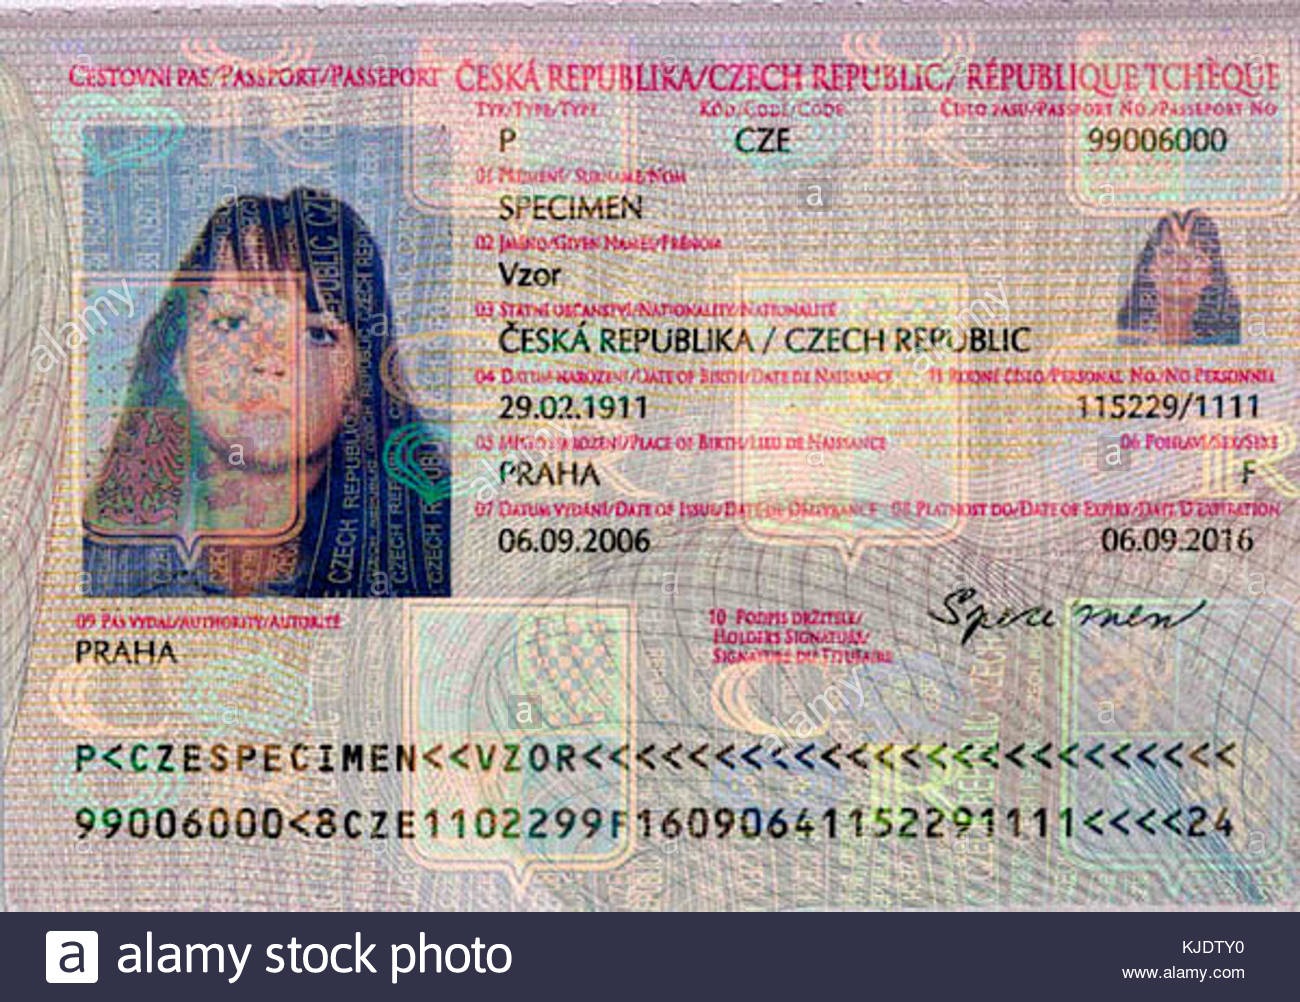 CESTOVNÍ PAS/PASSPORT/PASSEPORT ČESKÁ REPUBLIKA/CZECH REPUBLIC/RÉPUBLIQUE TCHÈQUE
TYP/TYPE/TYPE KÓD/CODE/CODE ČÍSLO PASU/PASSPORT NO./PASSEPORT NO
P CZE 99006000
01 PŘÍJMENÍ/SURNAME/NOM
SPECIMEN
02 JMÉNO/GIVEN NAMES/PRÉNOM
Vzor
03 STÁTNÍ OBČANSTVÍ/NATIONALITY/NATIONALITÉ
ČESKÁ REPUBLIKA / CZECH REPUBLIC
04 DATUM NAROZENÍ/DATE OF BIRTH/DATE DE NAISSANCE 11 RODNÉ ČÍSLO/PERSONAL NO./NO PERSONNEL
29.02.1911 115229/1111
05 MÍSTO NAROZENÍ/PLACE OF BIRTH/LIEU DE NAISSANCE 06 POHLAVÍ/SEX/SEXE
PRAHA F
07 DATUM VYDÁNÍ/DATE OF ISSUE/DATE DE DÉLIVRANCE 08 PLATNOST DO/DATE OF EXPIRY/DATE D'EXPIRATION
06.09.2006 06.09.2016
09 PAS VYDAL/AUTHORITY/AUTORITÉ
PRAHA
10 PODPIS DRŽITELE/
HOLDER'S SIGNATURE/
SIGNATURE DU TITULAIRE
Specimen
P<CZESPECIMEN<<VZOR<<<<<<<<<<<<<<<<<<<<<<<<<
99006000<8CZE1102299F16090641152291111<<<<24
a alamy stock photo
KJDTY0
www.alamy.com